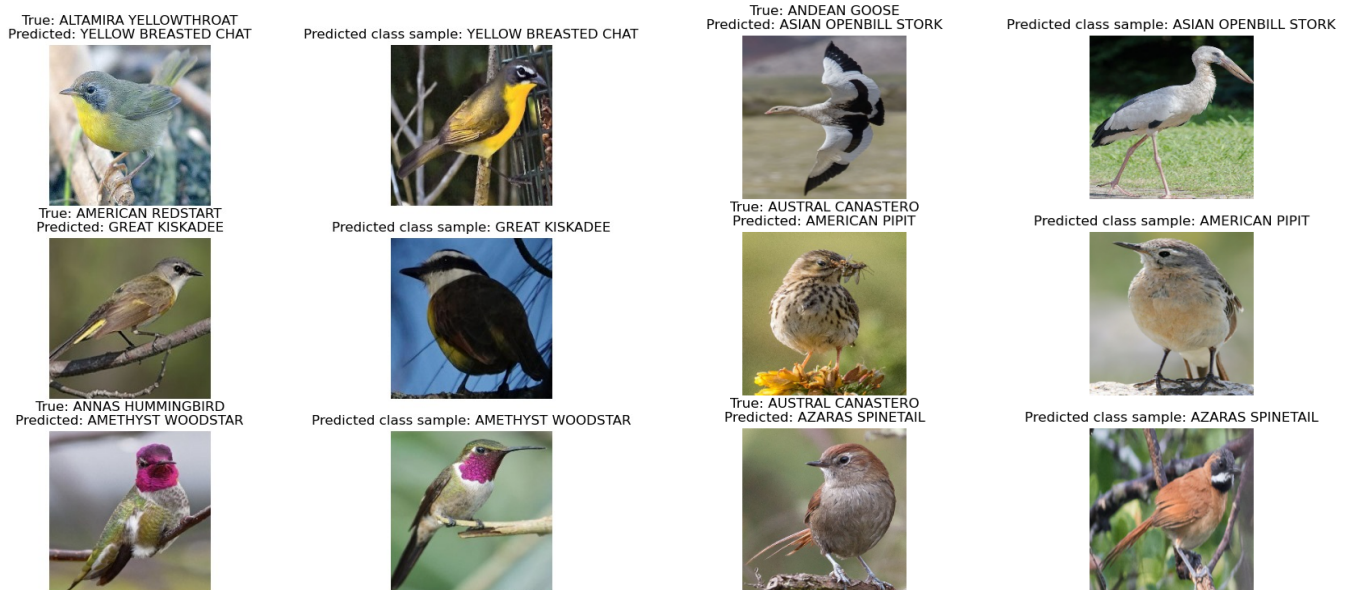 True: ALTAMIRA YELLOWTHROAT
Predicted: YELLOW BREASTED CHAT
Predicted class sample: YELLOW BREASTED CHAT
True: ANDEAN GOOSE
Predicted: ASIAN OPENBILL STORK
Predicted class sample: ASIAN OPENBILL STORK
True: AMERICAN REDSTART
Predicted: GREAT KISKADEE
Predicted class sample: GREAT KISKADEE
True: AUSTRAL CANASTERO
Predicted: AMERICAN PIPIT
Predicted class sample: AMERICAN PIPIT
True: ANNAS HUMMINGBIRD
Predicted: AMETHYST WOODSTAR
Predicted class sample: AMETHYST WOODSTAR
True: AUSTRAL CANASTERO
Predicted: AZARAS SPINETAIL
Predicted class sample: AZARAS SPINETAIL